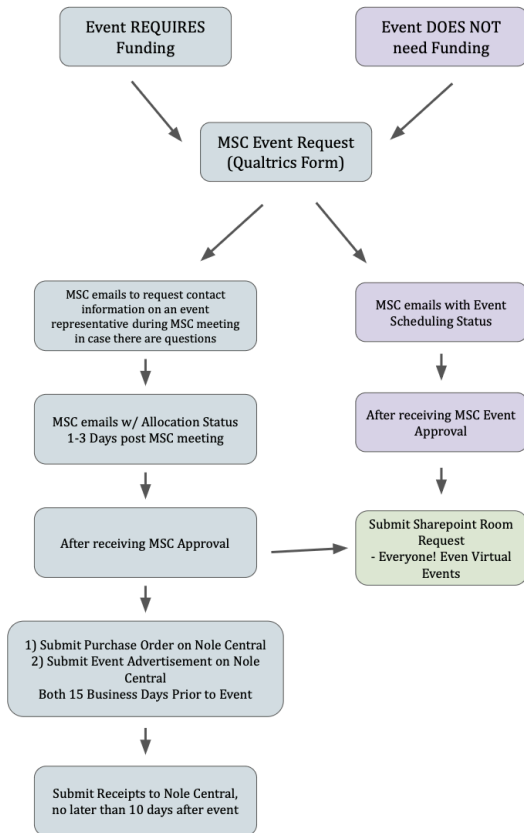 Event REQUIRES
Funding
Event DOES NOT
need Funding
MSC Event Request
(Qualtrics Form)
MSC emails to request contact
information on an event
representative during MSC meeting
in case there are questions
MSC emails with Event
Scheduling Status
MSC emails w/ Allocation Status
1-3 Days post MSC meeting
After receiving MSC Event
Approval
After receiving MSC Approval
Submit Sharepoint Room
Request
- Everyone! Even Virtual
Events
1) Submit Purchase Order on Nole Central
2) Submit Event Advertisement on Nole
Central
Both 15 Business Days Prior to Event
Submit Receipts to Nole Central,
no later than 10 days after event